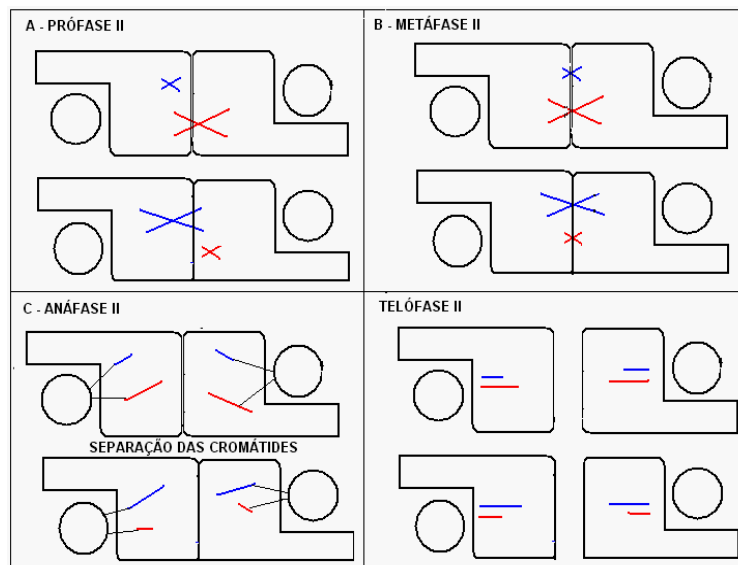 A - PRÓFASE II
B - METÁFASE II
C - ANÁFASE II
SEPARAÇÃO DAS CROMÁTIDES
TELÓFASE II